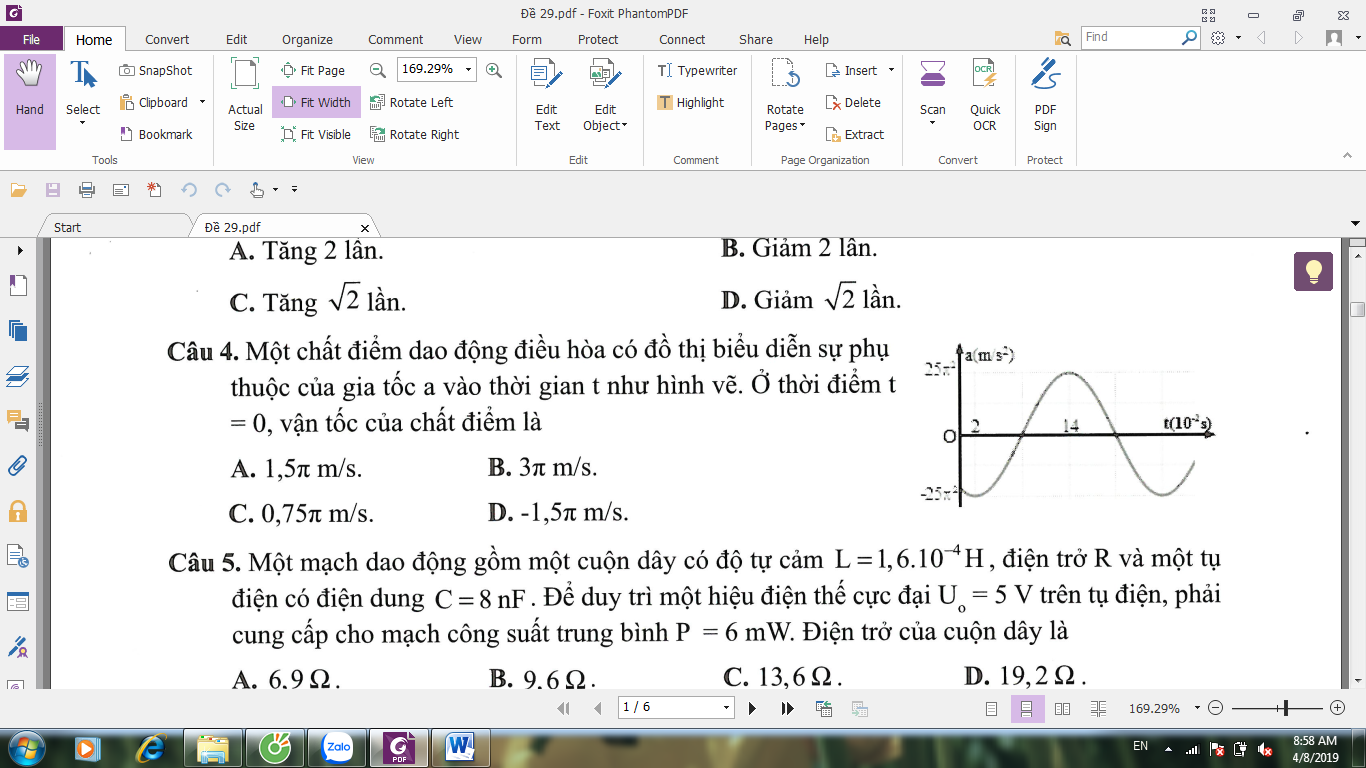 Đề 29.pdf - Foxit PhantomPDF
File Home Convert Edit Organize Comment View Form Protect Connect Share Help Find
Hand
Select
SnapShot
Clipboard
Bookmark
Tools
Actual Size
Fit Page
Fit Width
Fit Visible
169.29%
Rotate Left
Rotate Right
View
Edit Text
Edit Object
Edit
Typewriter
Highlight
Comment
Rotate Pages
Insert
Delete
Extract
Page Organization
Scan
Quick OCR
Convert
PDF Sign
Protect
Start Đề 29.pdf
A. Tăng 2 lần. B. Giảm 2 lần.
C. Tăng √2 lần. D. Giảm √2 lần.
Câu 4. Một chất điểm dao động điều hòa có đồ thị biểu diễn sự phụ
thuộc của gia tốc a vào thời gian t như hình vẽ. Ở thời điểm t
= 0, vận tốc của chất điểm là
A. 1,5π m/s. B. 3π m/s.
C. 0,75π m/s. D. -1,5π m/s.
a(m/s²)
25π²
2 14 t(10⁻²s)
O
-25π²
Câu 5. Một mạch dao động gồm một cuộn dây có độ tự cảm L = 1,6.10⁻⁴ H, điện trở R và một tụ
điện có điện dung C = 8 nF. Để duy trì một hiệu điện thế cực đại Uₒ = 5 V trên tụ điện, phải
cung cấp cho mạch công suất trung bình P = 6 mW. Điện trở của cuộn dây là
A. 6,9 Ω. B. 9,6 Ω. C. 13,6 Ω. D. 19,2 Ω.
1 / 6
169.29%
Zalo
PDF
EN
8:58 AM
4/8/2019